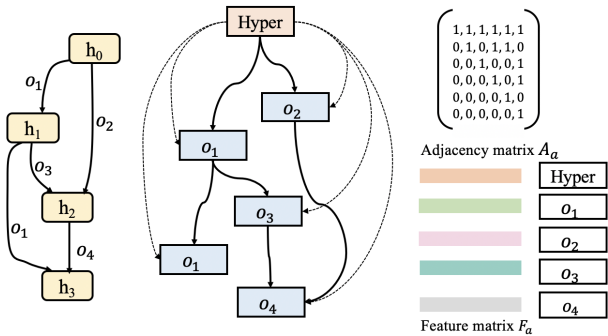 h₀
o₁
o₂
h₁
o₃
h₂
o₁
o₄
h₃
Hyper
o₂
o₁
o₃
o₁
o₄
1,1,1,1,1,1
0,1,0,1,1,0
0,0,1,0,0,1
0,0,0,1,0,1
0,0,0,0,1,0
0,0,0,0,0,1
Adjacency matrix Aₐ
Hyper
o₁
o₂
o₃
o₄
Feature matrix Fₐ